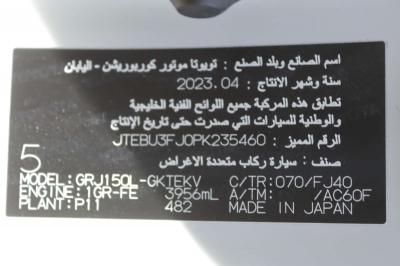 اسم الصانع وبلد الصنع : تويوتا موتور كوربوريشن - اليابان
سنة وشهر الانتاج : 2023.04
تطابق هذه المركبة جميع اللوائح الفنية الخليجية
والوطنية للسيارات التي صدرت حتى تاريخ الإنتاج
الرقم المميز : JTEBU3FJ0PK235460
صنف : سيارة ركاب متعددة الاغراض
5
MODEL: GRJ150L-GKTEKV C/TR: 070/FJ40
ENGINE: 1GR-FE 3956mL A/TM: /AC60F
PLANT: P11 482 MADE IN JAPAN